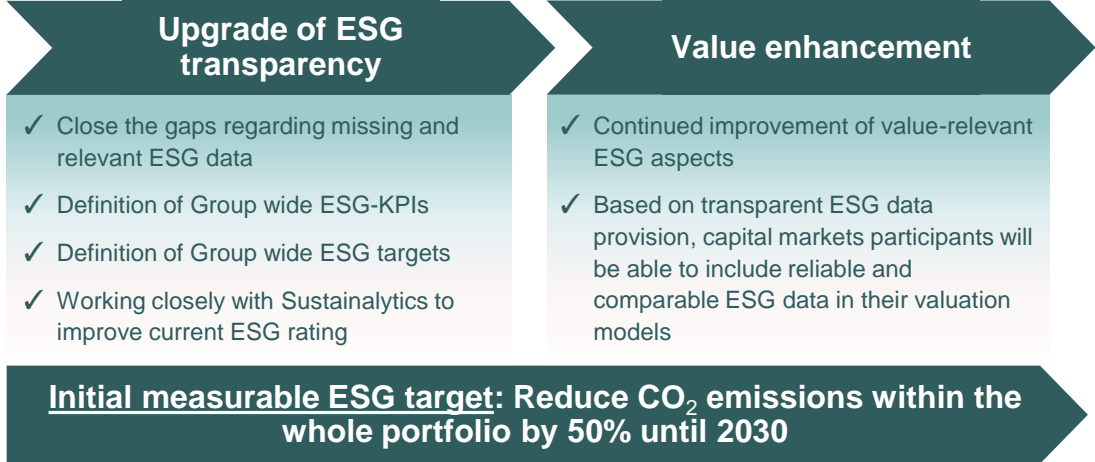 Upgrade of ESG
transparency
✓ Close the gaps regarding missing and
relevant ESG data
✓ Definition of Group wide ESG-KPIs
✓ Definition of Group wide ESG targets
✓ Working closely with Sustainalytics to
improve current ESG rating
Value enhancement
✓ Continued improvement of value-relevant
ESG aspects
✓ Based on transparent ESG data
provision, capital markets participants will
be able to include reliable and
comparable ESG data in their valuation
models
Initial measurable ESG target: Reduce CO₂ emissions within the
whole portfolio by 50% until 2030